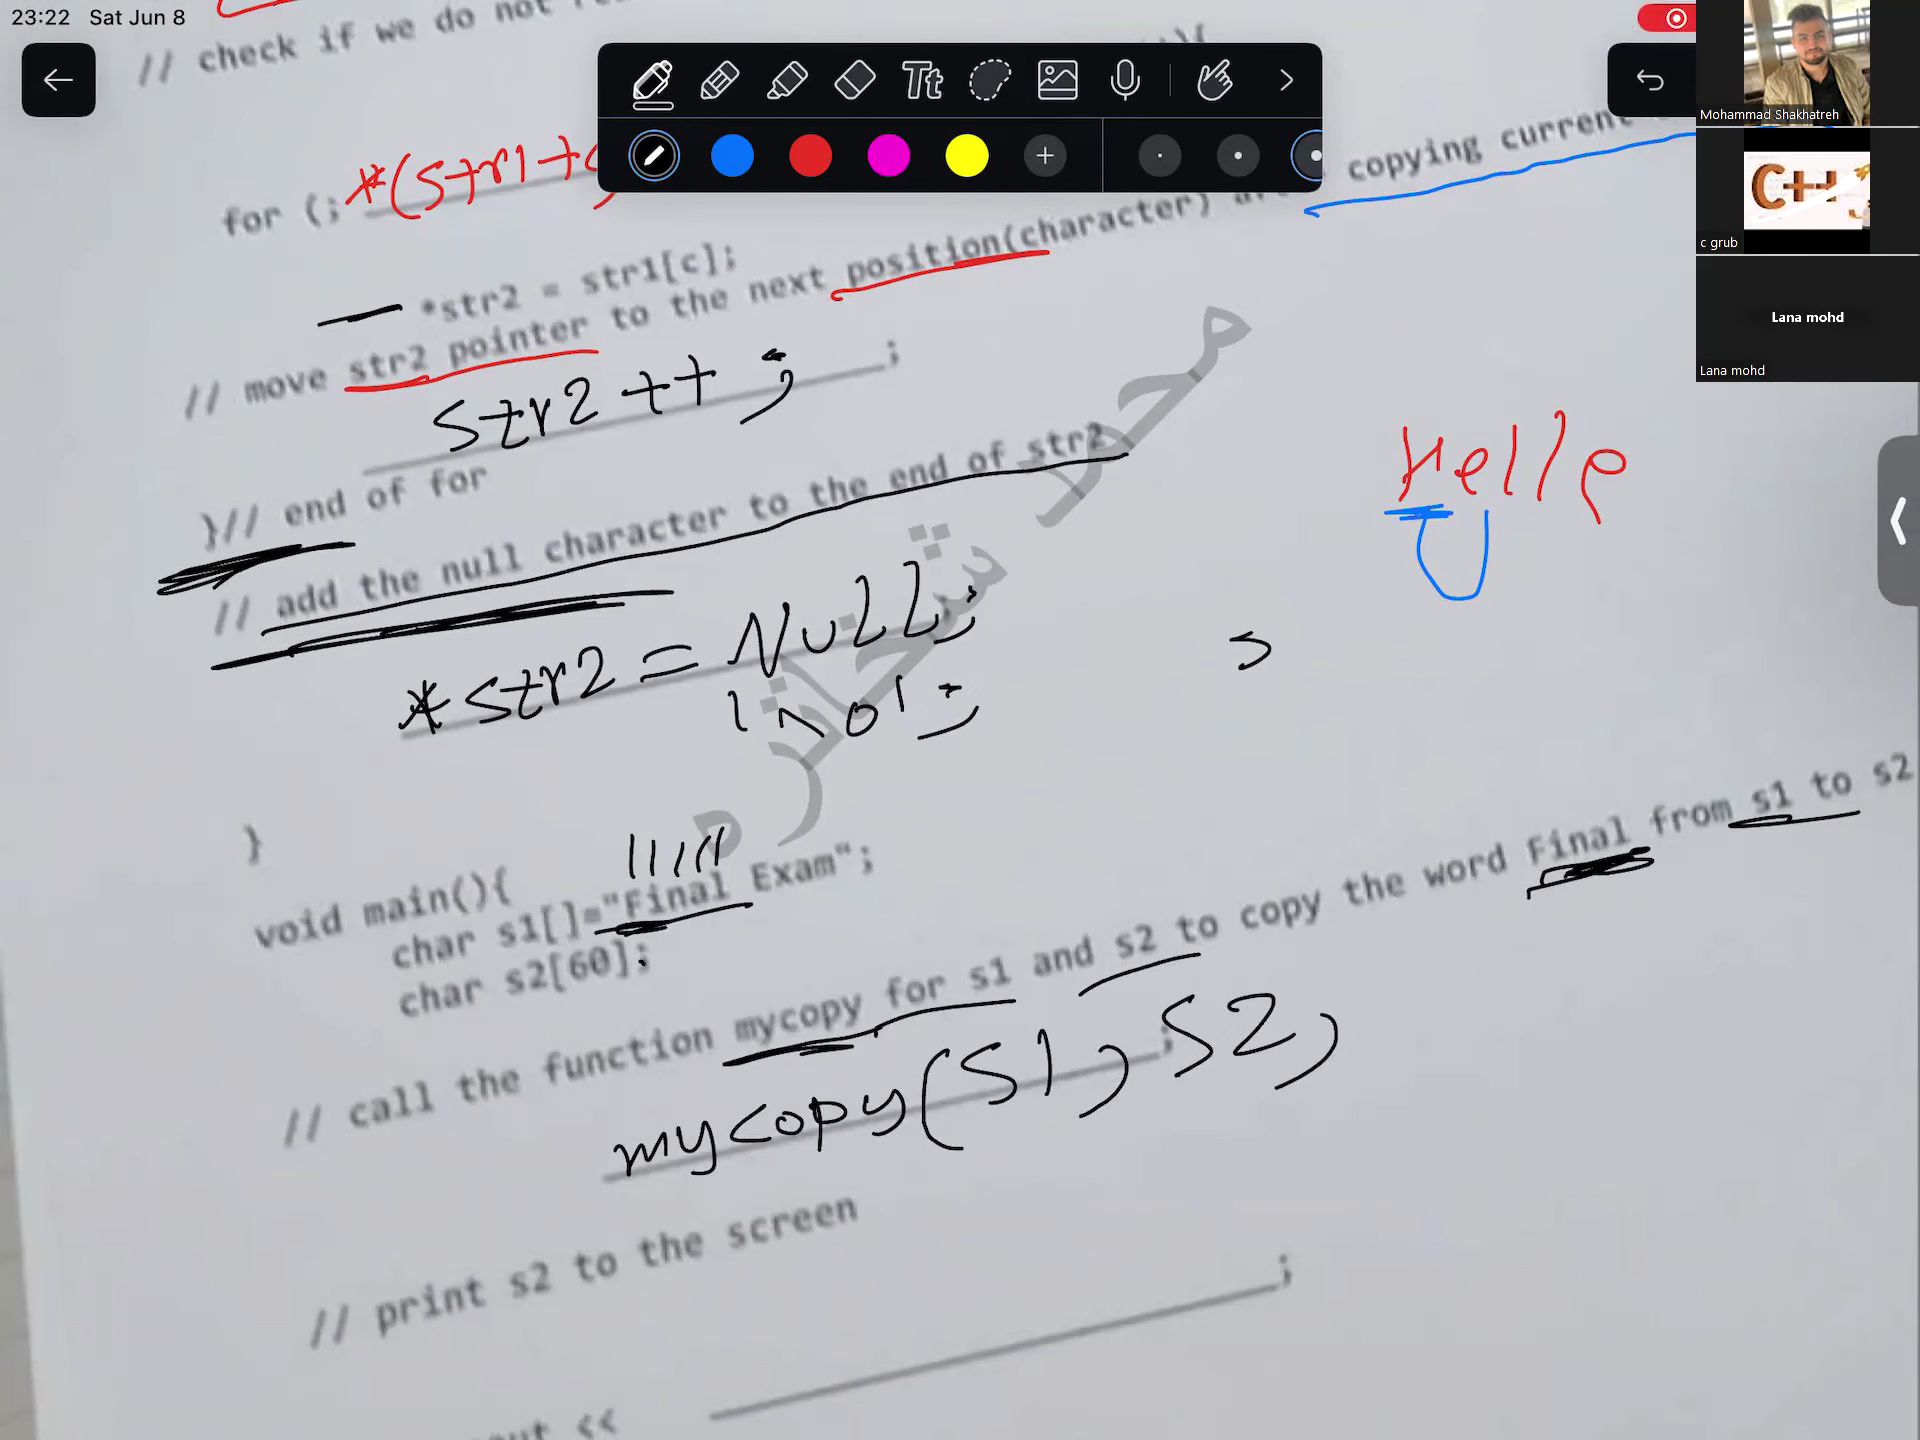 23:22 Sat Jun 8
// check if we do not
Tt
Mohammad Shakhatreh
C++
c grub
Lana mohd
Lana mohd
for (; *(str1+c)
copying current
*str2 = str1[c];
// move str2 pointer to the next position(character)
str2 ++ ;
;
}// end of for
// add the null character to the end of str2
Hello
*str2 = NULL;
'\0';
محمد شخاتره
}
void main(){
char s1[]="Final Exam";
char s2[60];
// call the function mycopy for s1 and s2 to copy the word Final from s1 to s2
mycopy(S1, S2,
;
// print s2 to the screen
;
<<